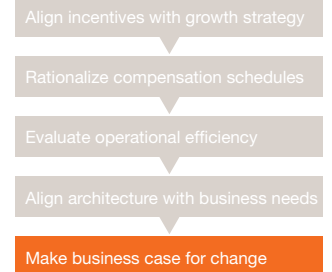 Align incentives with growth strategy
Rationalize compensation schedules
Evaluate operational efficiency
Align architecture with business needs
Make business case for change